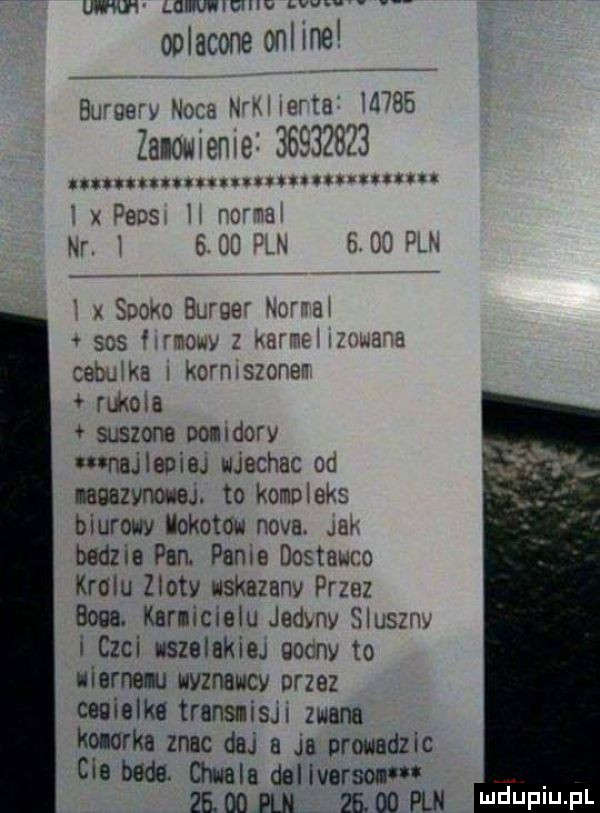 oplacone online!
Burgery Noca NrKlienta: 14785
Zamowienie: 36932823
********************************
1 x Pepsi 1l normal
Nr. 1 6.00 PLN 6.00 PLN
1 x Spoko Burger Normal
+ sos firmowy z karmelizowana
cebulka i korniszonem
+ rukola
+ suszone pomidory
***najlepiej wjechac od
magazynowej. to kompleks
biurowy Mokotow nova. jak
bedzie Pan. Panie Dostawco
Krolu Zloty wskazany Przez
Boga. Karmicielu Jedyny Sluszny
i Czci wszelakiej godny to
wiernemu wyznawcy przez
cegielke transmisji zwana
komorka znac daj a ja prowadzic
Cie bede. Chwala deliversom***
25.00 PLN 25.00 PLN
mdupiu.pl